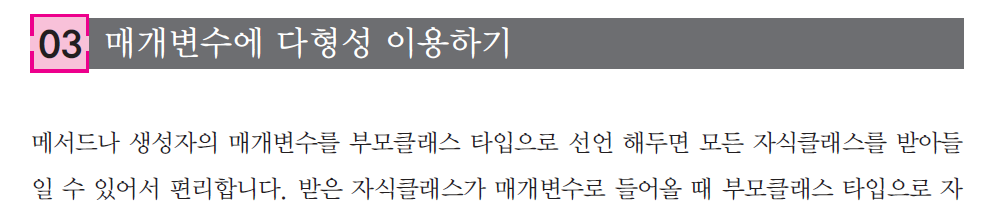 03 매개변수에 다형성 이용하기
메서드나 생성자의 매개변수를 부모클래스 타입으로 선언 해두면 모든 자식클래스를 받아들
일 수 있어서 편리합니다. 받은 자식클래스가 매개변수로 들어올 때 부모클래스 타입으로 자